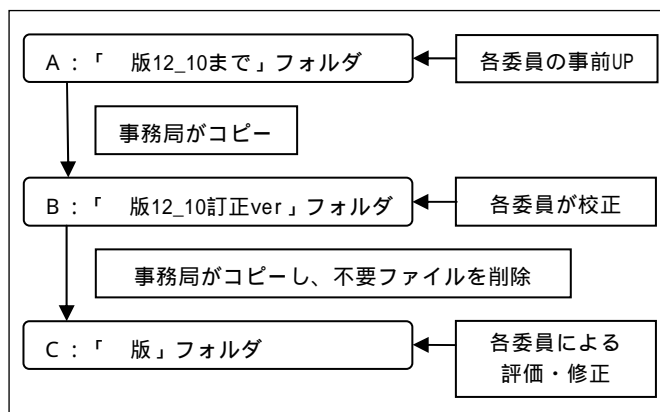 A：「　版12_10まで」フォルダ
各委員の事前UP
事務局がコピー
B：「　版12_10訂正ver」フォルダ
各委員が校正
事務局がコピーし、不要ファイルを削除
C：「　版」フォルダ
各委員による
評価・修正